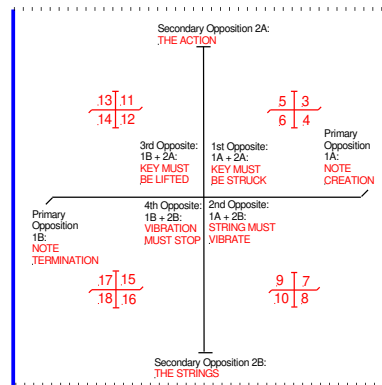 Secondary Opposition 2A:
THE ACTION
13 11
14 12
5 3
6 4
3rd Opposite:
1B + 2A:
KEY MUST
BE LIFTED
1st Opposite:
1A + 2A:
KEY MUST
BE STRUCK
Primary
Opposition
1A:
NOTE
CREATION
Primary
Opposition
1B:
NOTE
TERMINATION
4th Opposite:
1B + 2B:
VIBRATION
MUST STOP
2nd Opposite:
1A + 2B:
STRING MUST
VIBRATE
17 15
18 16
9 7
10 8
Secondary Opposition 2B:
THE STRINGS